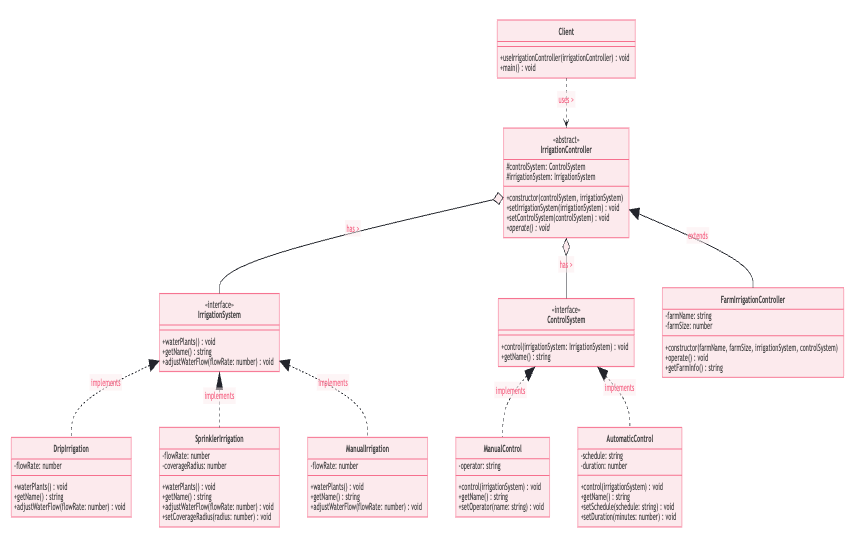 Client
+useIrrigationController(irrigationController) : void
+main() : void
uses >
«abstract»
IrrigationController
#controlSystem: ControlSystem
#irrigationSystem: IrrigationSystem
+constructor(controlSystem, irrigationSystem)
+setIrrigationSystem(irrigationSystem) : void
+setControlSystem(controlSystem) : void
+operate() : void
has >
has >
extends
«interface»
IrrigationSystem
+waterPlants() : void
+getName() : string
+adjustWaterFlow(flowRate: number) : void
«interface»
ControlSystem
+control(irrigationSystem: IrrigationSystem) : void
+getName() : string
FarmIrrigationController
-farmName: string
-farmSize: number
+constructor(farmName, farmSize, irrigationSystem, controlSystem)
+operate() : void
+getFarmInfo() : string
implements
implements
implements
implements
implements
DripIrrigation
-flowRate: number
+waterPlants() : void
+getName() : string
+adjustWaterFlow(flowRate: number) : void
SprinklerIrrigation
-flowRate: number
-coverageRadius: number
+waterPlants() : void
+getName() : string
+adjustWaterFlow(flowRate: number) : void
+setCoverageRadius(radius: number) : void
ManualIrrigation
-flowRate: number
+waterPlants() : void
+getName() : string
+adjustWaterFlow(flowRate: number) : void
ManualControl
-operator: string
+control(irrigationSystem) : void
+getName() : string
+setOperator(name: string) : void
AutomaticControl
-schedule: string
-duration: number
+control(irrigationSystem) : void
+getName() : string
+setSchedule(schedule: string) : void
+setDuration(minutes: number) : void